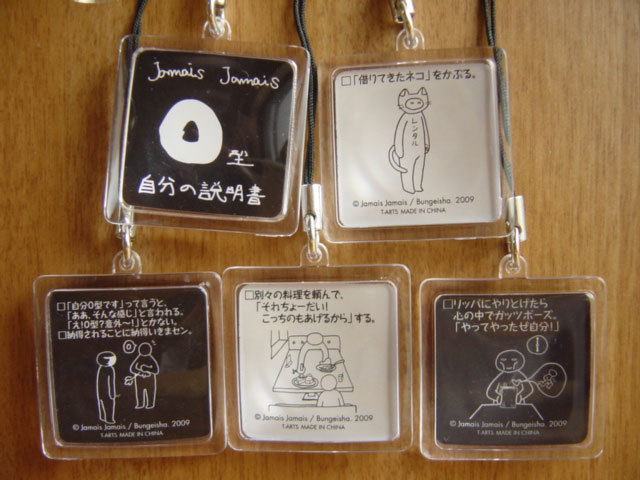 Jamais Jamais
O型
自分の説明書
□「借りてきたネコ」をかぶる。
レンタル
© Jamais Jamais / Bungeisha. 2009
T-ARTS MADE IN CHINA
□「自分O型です」って言うと、
「ああ、そんな感じ」と言われる。
「え!O型?意外〜!」とかない。
□納得されることに納得いきまセン。
O
© Jamais Jamais / Bungeisha. 2009
T-ARTS MADE IN CHINA
□別々の料理を頼んで、
「それちょーだい!
こっちのもあげるから」する。
© Jamais Jamais / Bungeisha. 2009
T-ARTS MADE IN CHINA
□リッパにやりとげたら
心の中でガッツポーズ。
「やってやったぜ自分!」
© Jamais Jamais / Bungeisha. 2009
T-ARTS MADE IN CHINA